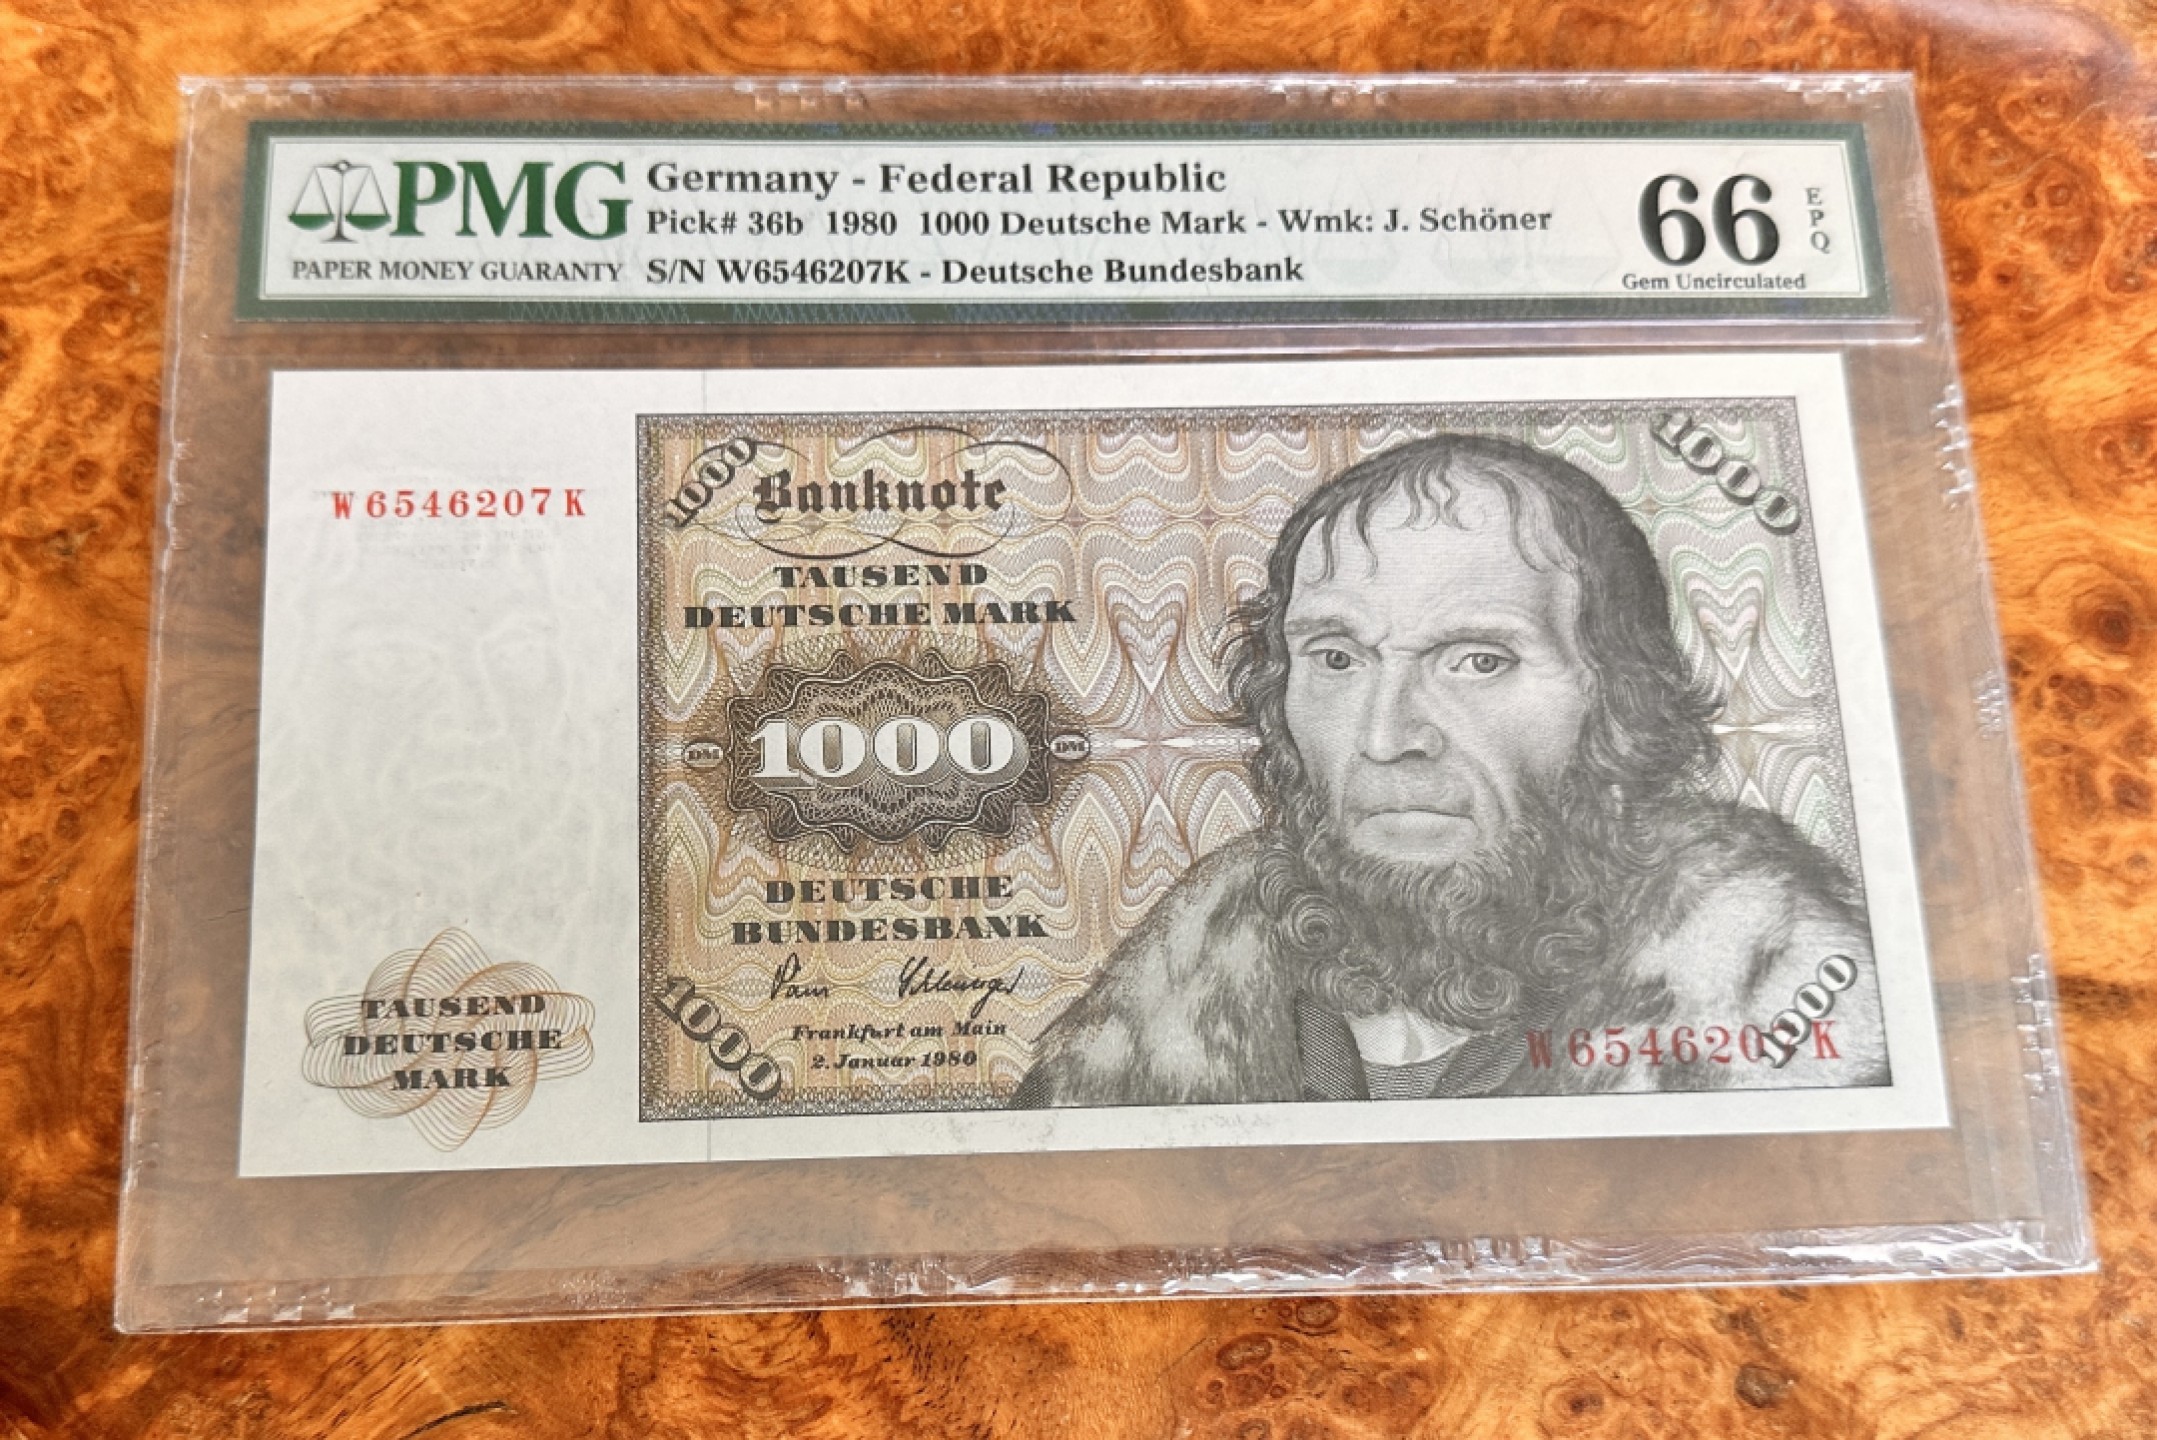 PMG
PAPER MONEY GUARANTY
Germany - Federal Republic
Pick# 36b 1980 1000 Deutsche Mark - Wmk: J. Schöner
S/N W6546207K - Deutsche Bundesbank
66
EPQ
Gem Uncirculated
W6546207K
1000
Banknote
1000
TAUSEND
DEUTSCHE MARK
DM 1000 DM
DEUTSCHE
BUNDESBANK
Frankfurt am Main
2. Januar 1980
1000
1000
W6546207K
TAUSEND
DEUTSCHE
MARK